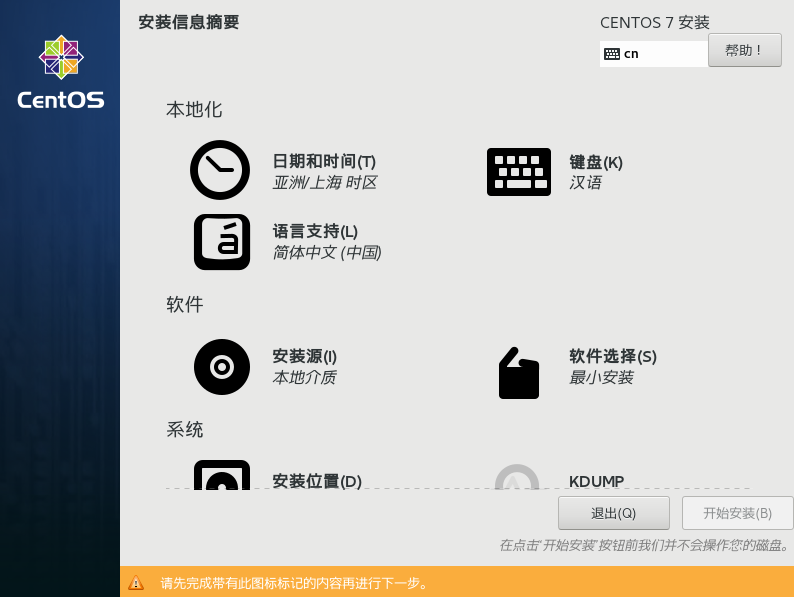 CentOS
安装信息摘要
CENTOS 7 安装
cn
帮助！
本地化
日期和时间(T)
亚洲/上海 时区
键盘(K)
汉语
语言支持(L)
简体中文 (中国)
软件
安装源(I)
本地介质
软件选择(S)
最小安装
系统
安装位置(D)
KDUMP
退出(Q)
开始安装(B)
在点击'开始安装'按钮前我们并不会操作您的磁盘。
请先完成带有此图标标记的内容再进行下一步。